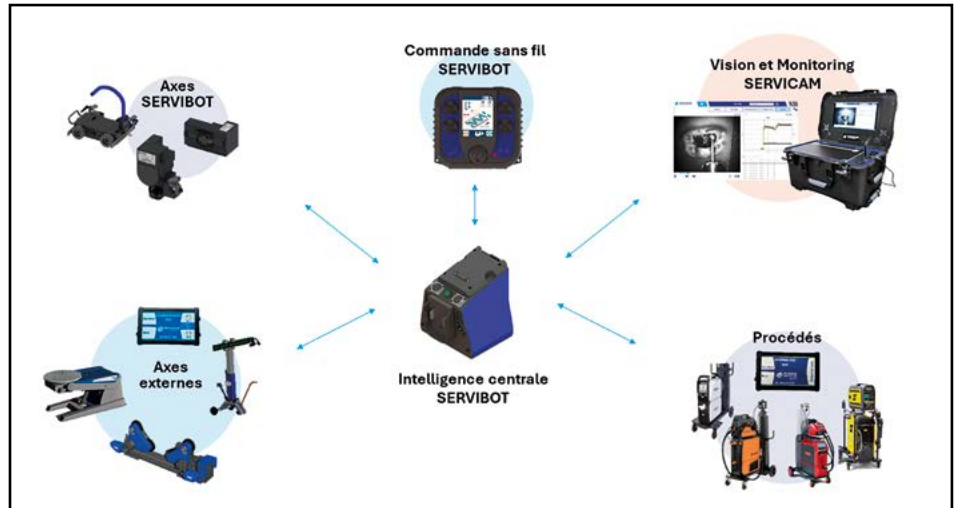 Commande sans fil
SERVIBOT
Axes
SERVIBOT
Vision et Monitoring
SERVICAM
Axes
externes
Intelligence centrale
SERVIBOT
Procédés